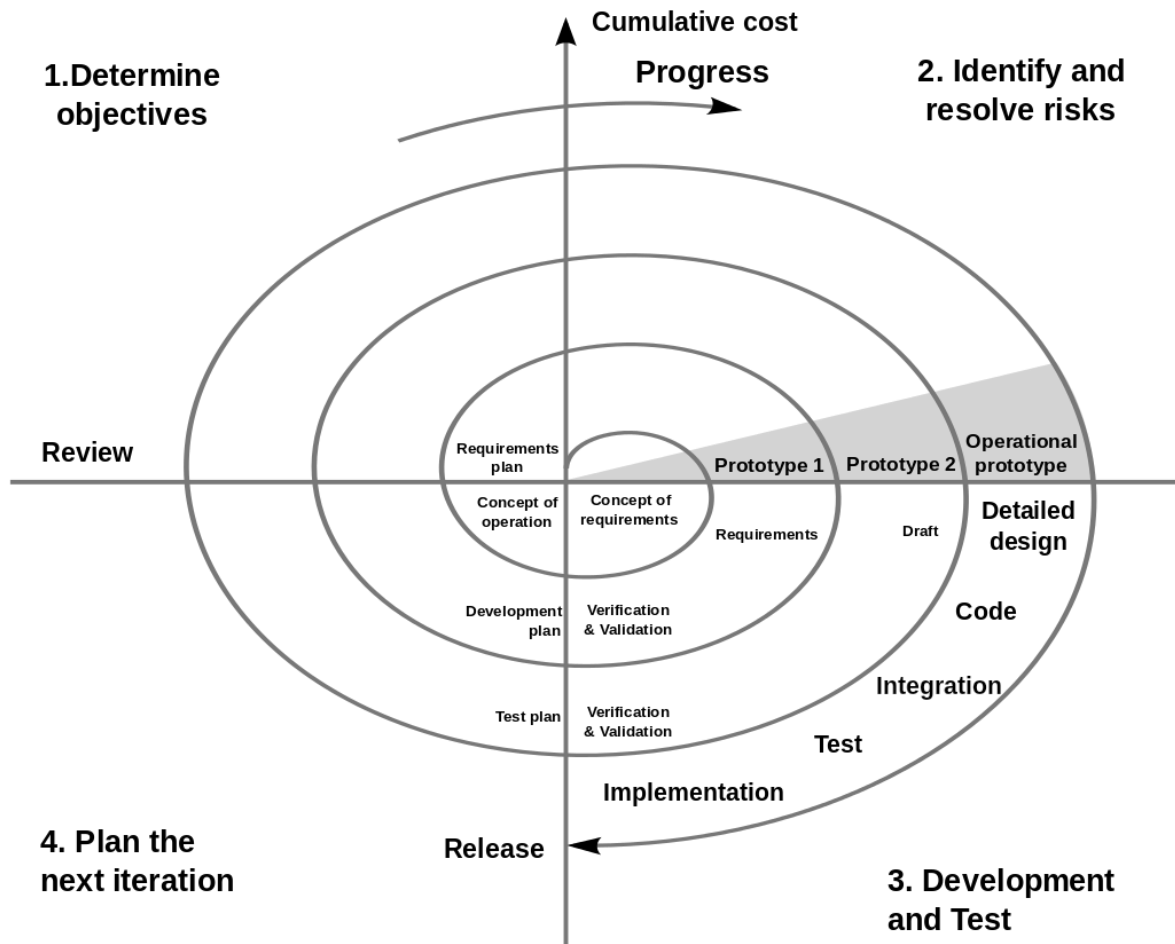 Cumulative cost
Progress
1.Determine
objectives
2. Identify and
resolve risks
Review
Requirements
plan
Prototype 1
Prototype 2
Operational
prototype
Concept of
operation
Concept of
requirements
Requirements
Draft
Detailed
design
Development
plan
Verification
& Validation
Code
Integration
Test plan
Verification
& Validation
Test
Implementation
Release
4. Plan the
next iteration
3. Development
and Test